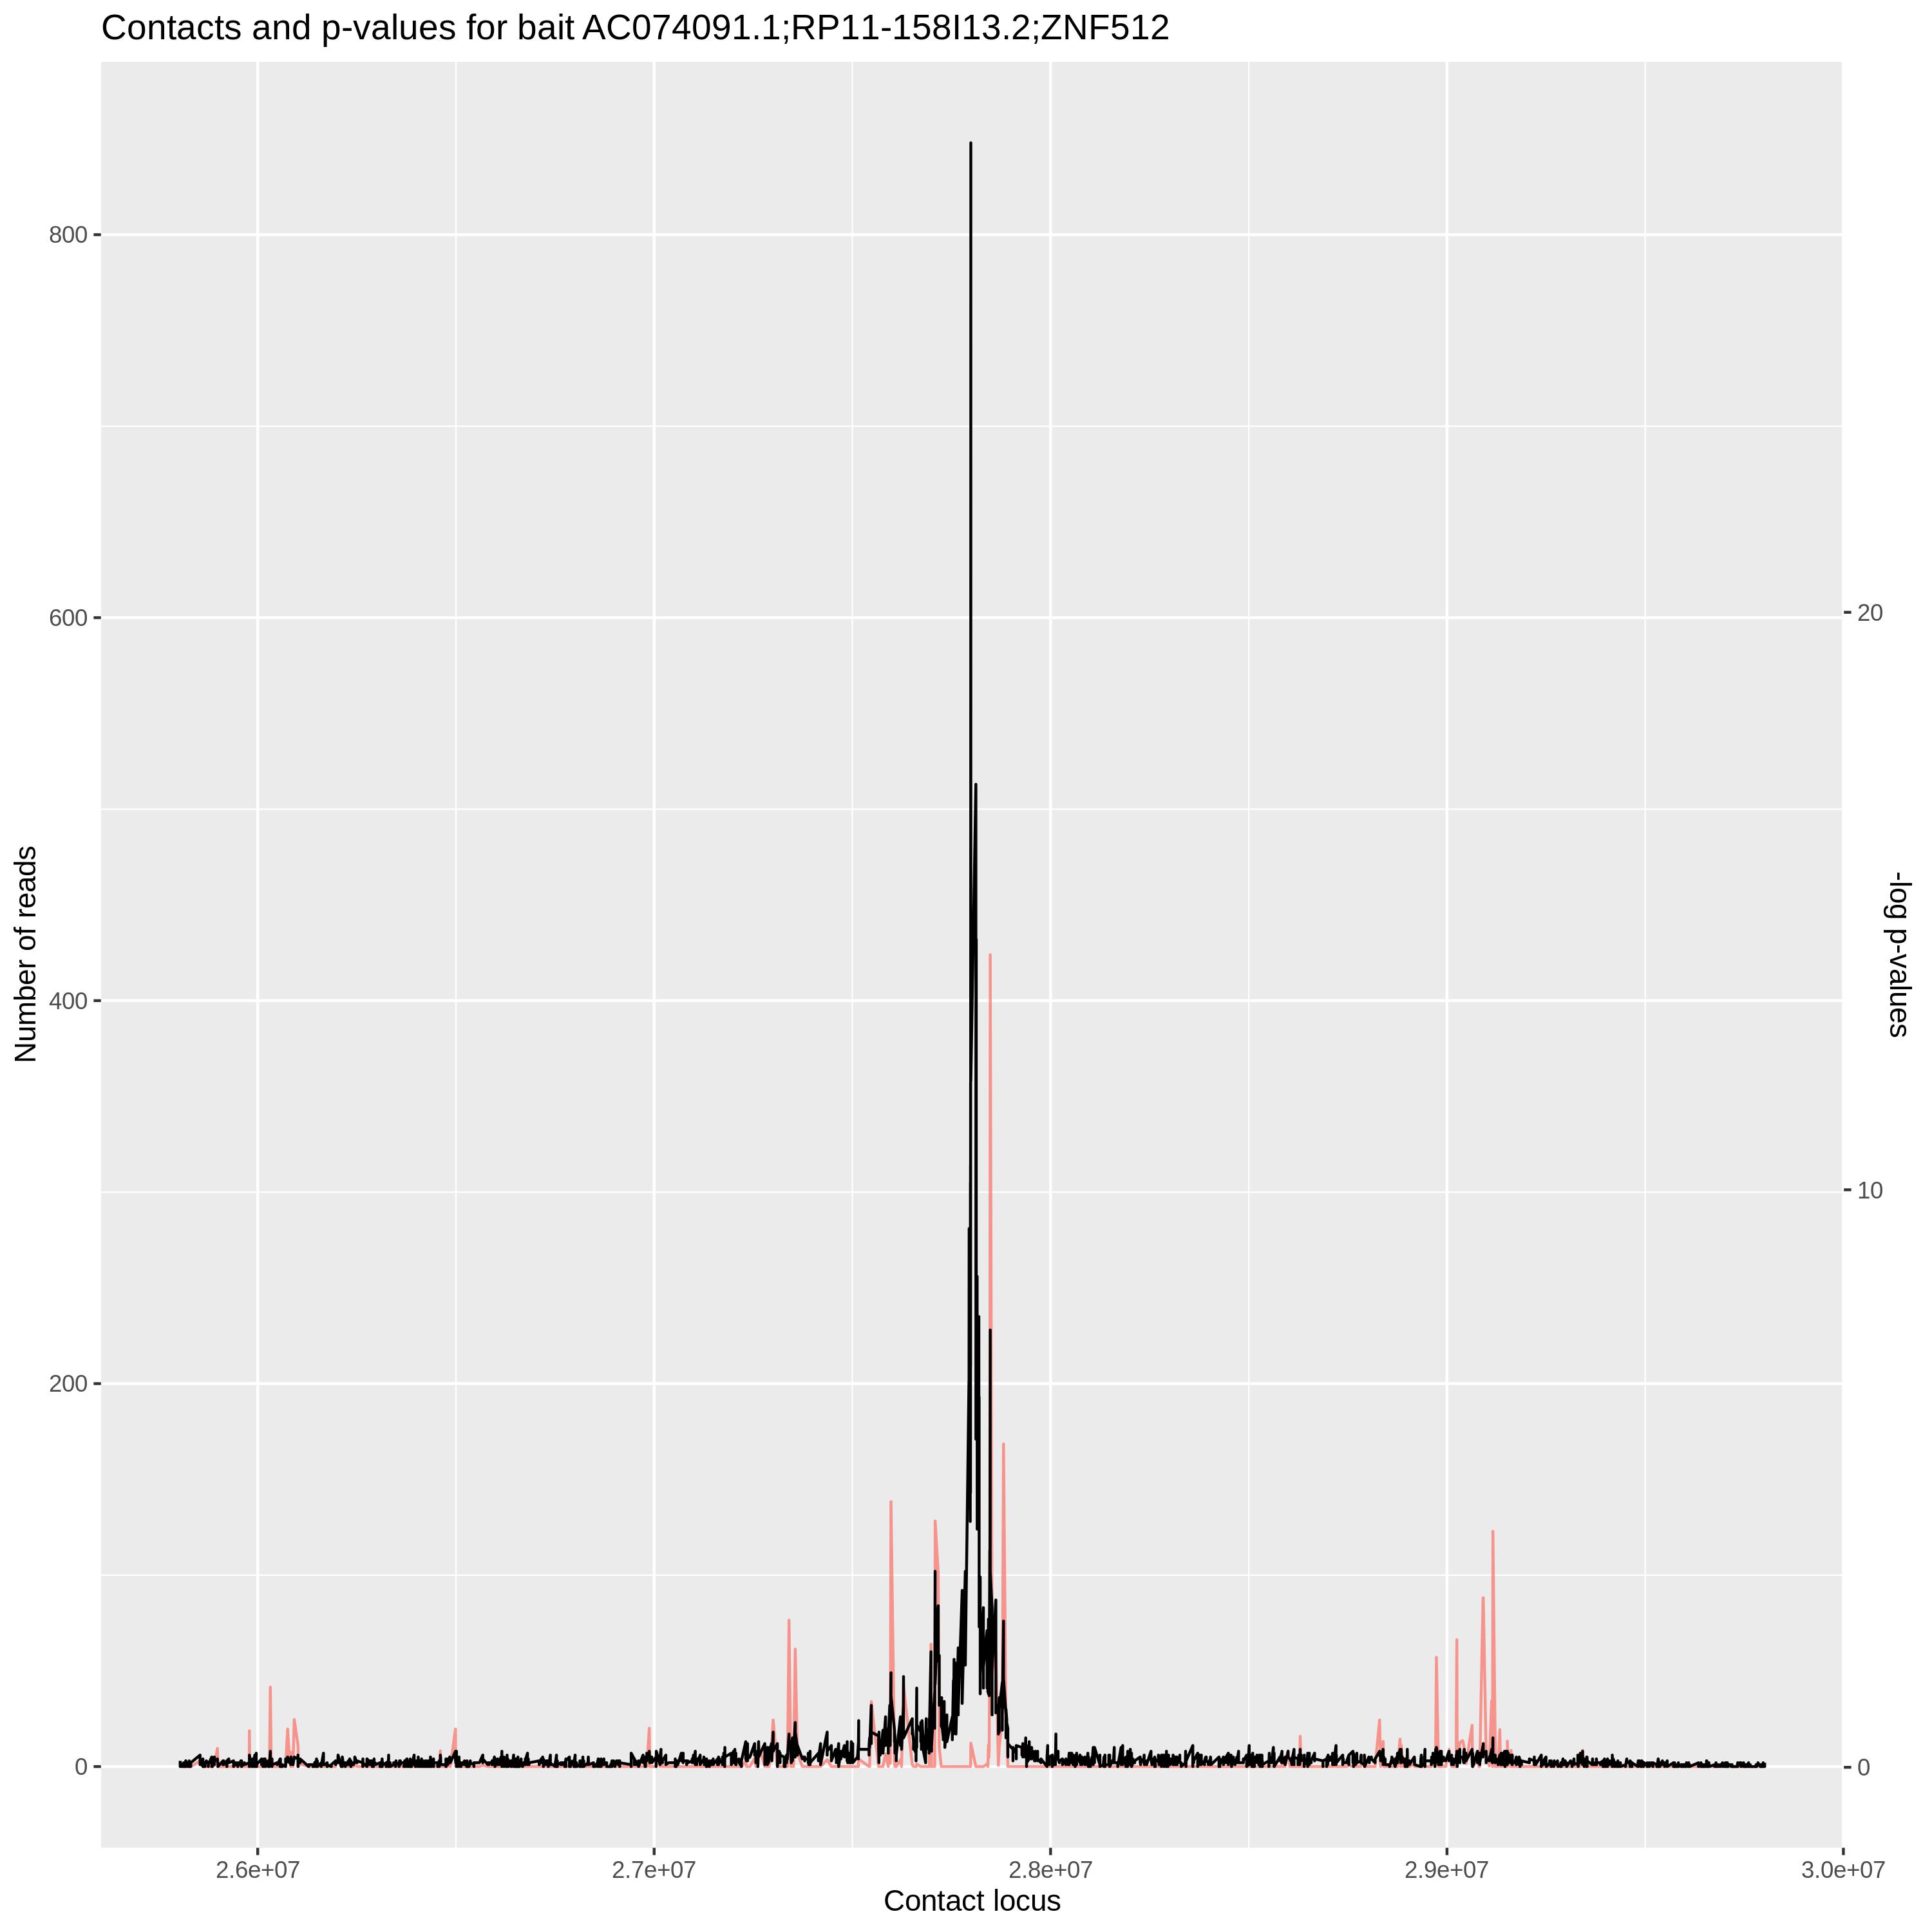 Contacts and p-values for bait AC074091.1;RP11-158I13.2;ZNF512
800
600
400
200
0
Number of reads
20
10
0
-log p-values
2.6e+07
2.7e+07
2.8e+07
2.9e+07
3.0e+07
Contact locus